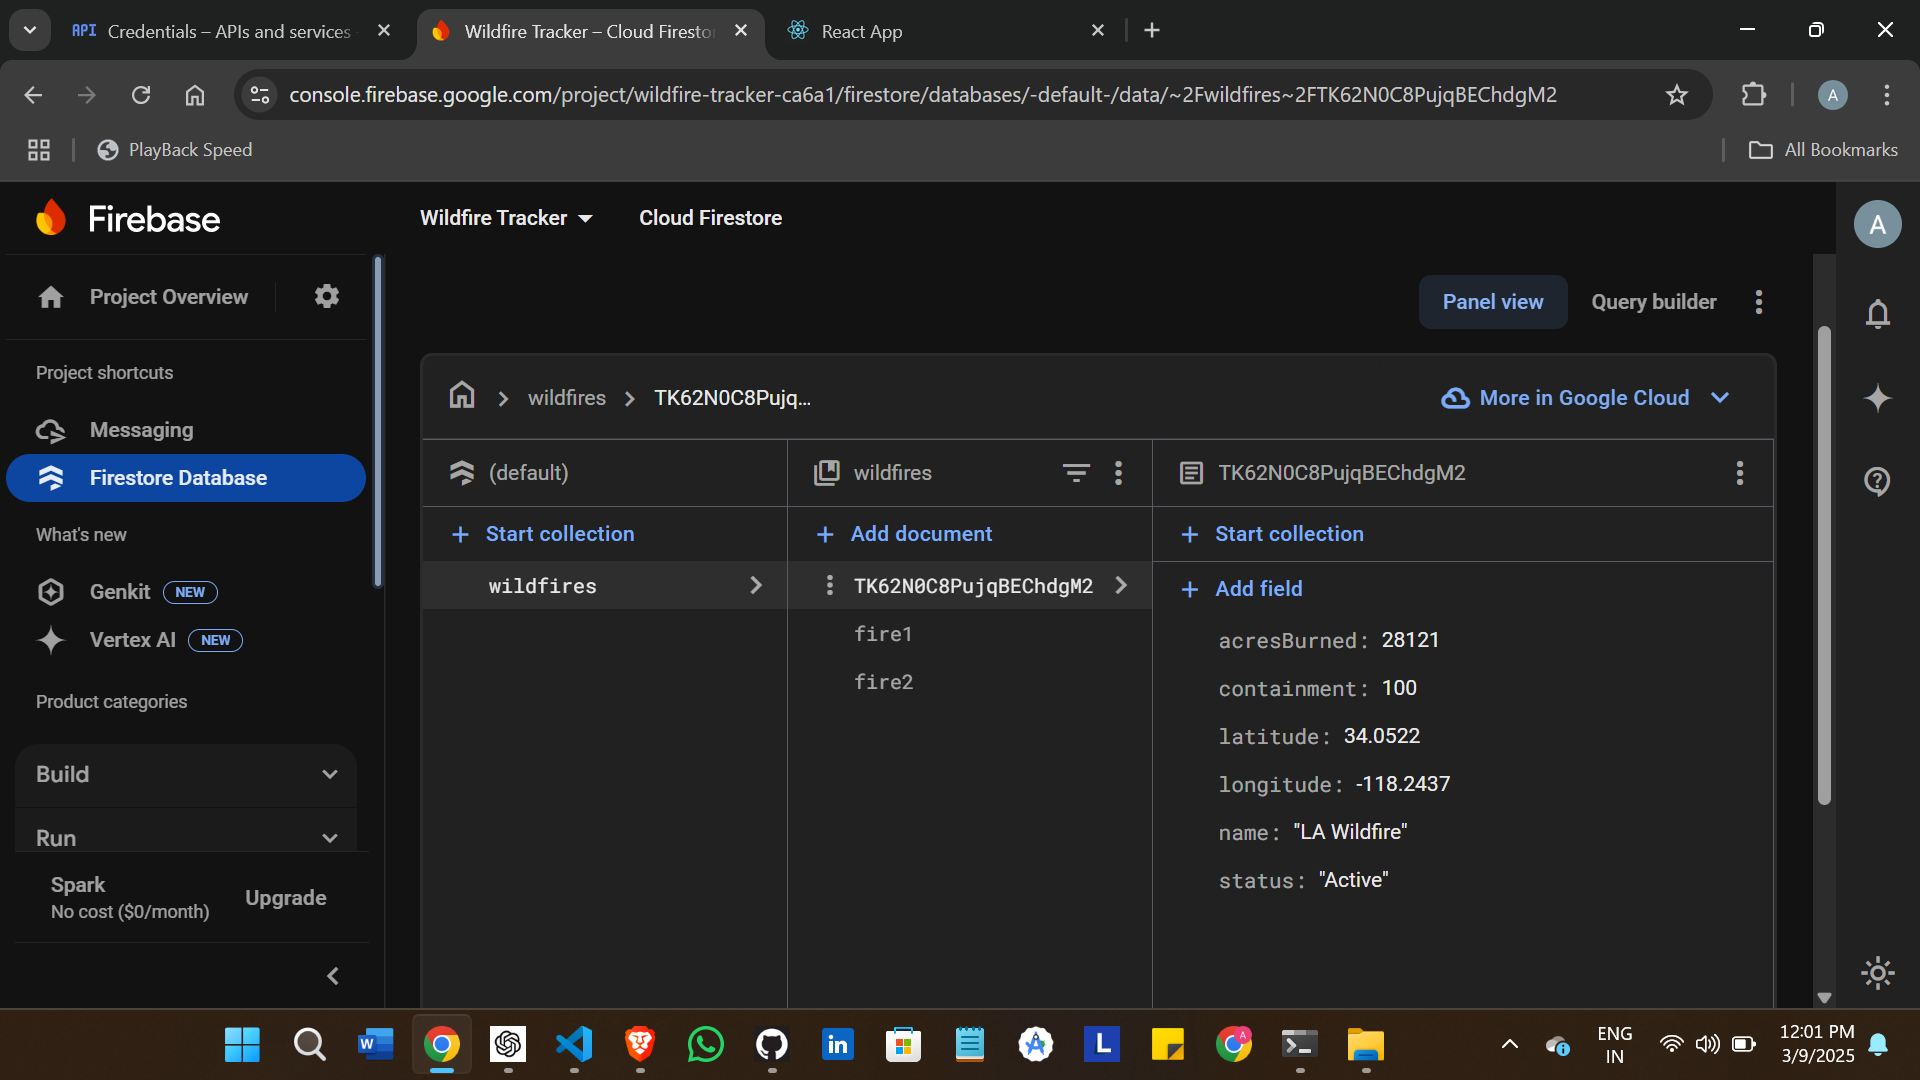 API Credentials – APIs and services
Wildfire Tracker – Cloud Firesto
React App
console.firebase.google.com/project/wildfire-tracker-ca6a1/firestore/databases/-default-/data/~2Fwildfires~2FTK62N0C8PujqBEChdgM2
A
PlayBack Speed
All Bookmarks
Firebase
Wildfire Tracker
Cloud Firestore
A
Project Overview
Panel view
Query builder
Project shortcuts
Messaging
Firestore Database
What's new
Genkit NEW
Vertex AI NEW
Product categories
Build
Run
Spark
No cost ($0/month)
Upgrade
wildfires
TK62N0C8Pujq...
More in Google Cloud
(default)
wildfires
TK62N0C8PujqBEChdgM2
Start collection
Add document
Start collection
wildfires
TK62N0C8PujqBEChdgM2
fire1
fire2
Add field
acresBurned: 28121
containment: 100
latitude: 34.0522
longitude: -118.2437
name: "LA Wildfire"
status: "Active"
W
in
L
A
ENG
IN
12:01 PM
3/9/2025